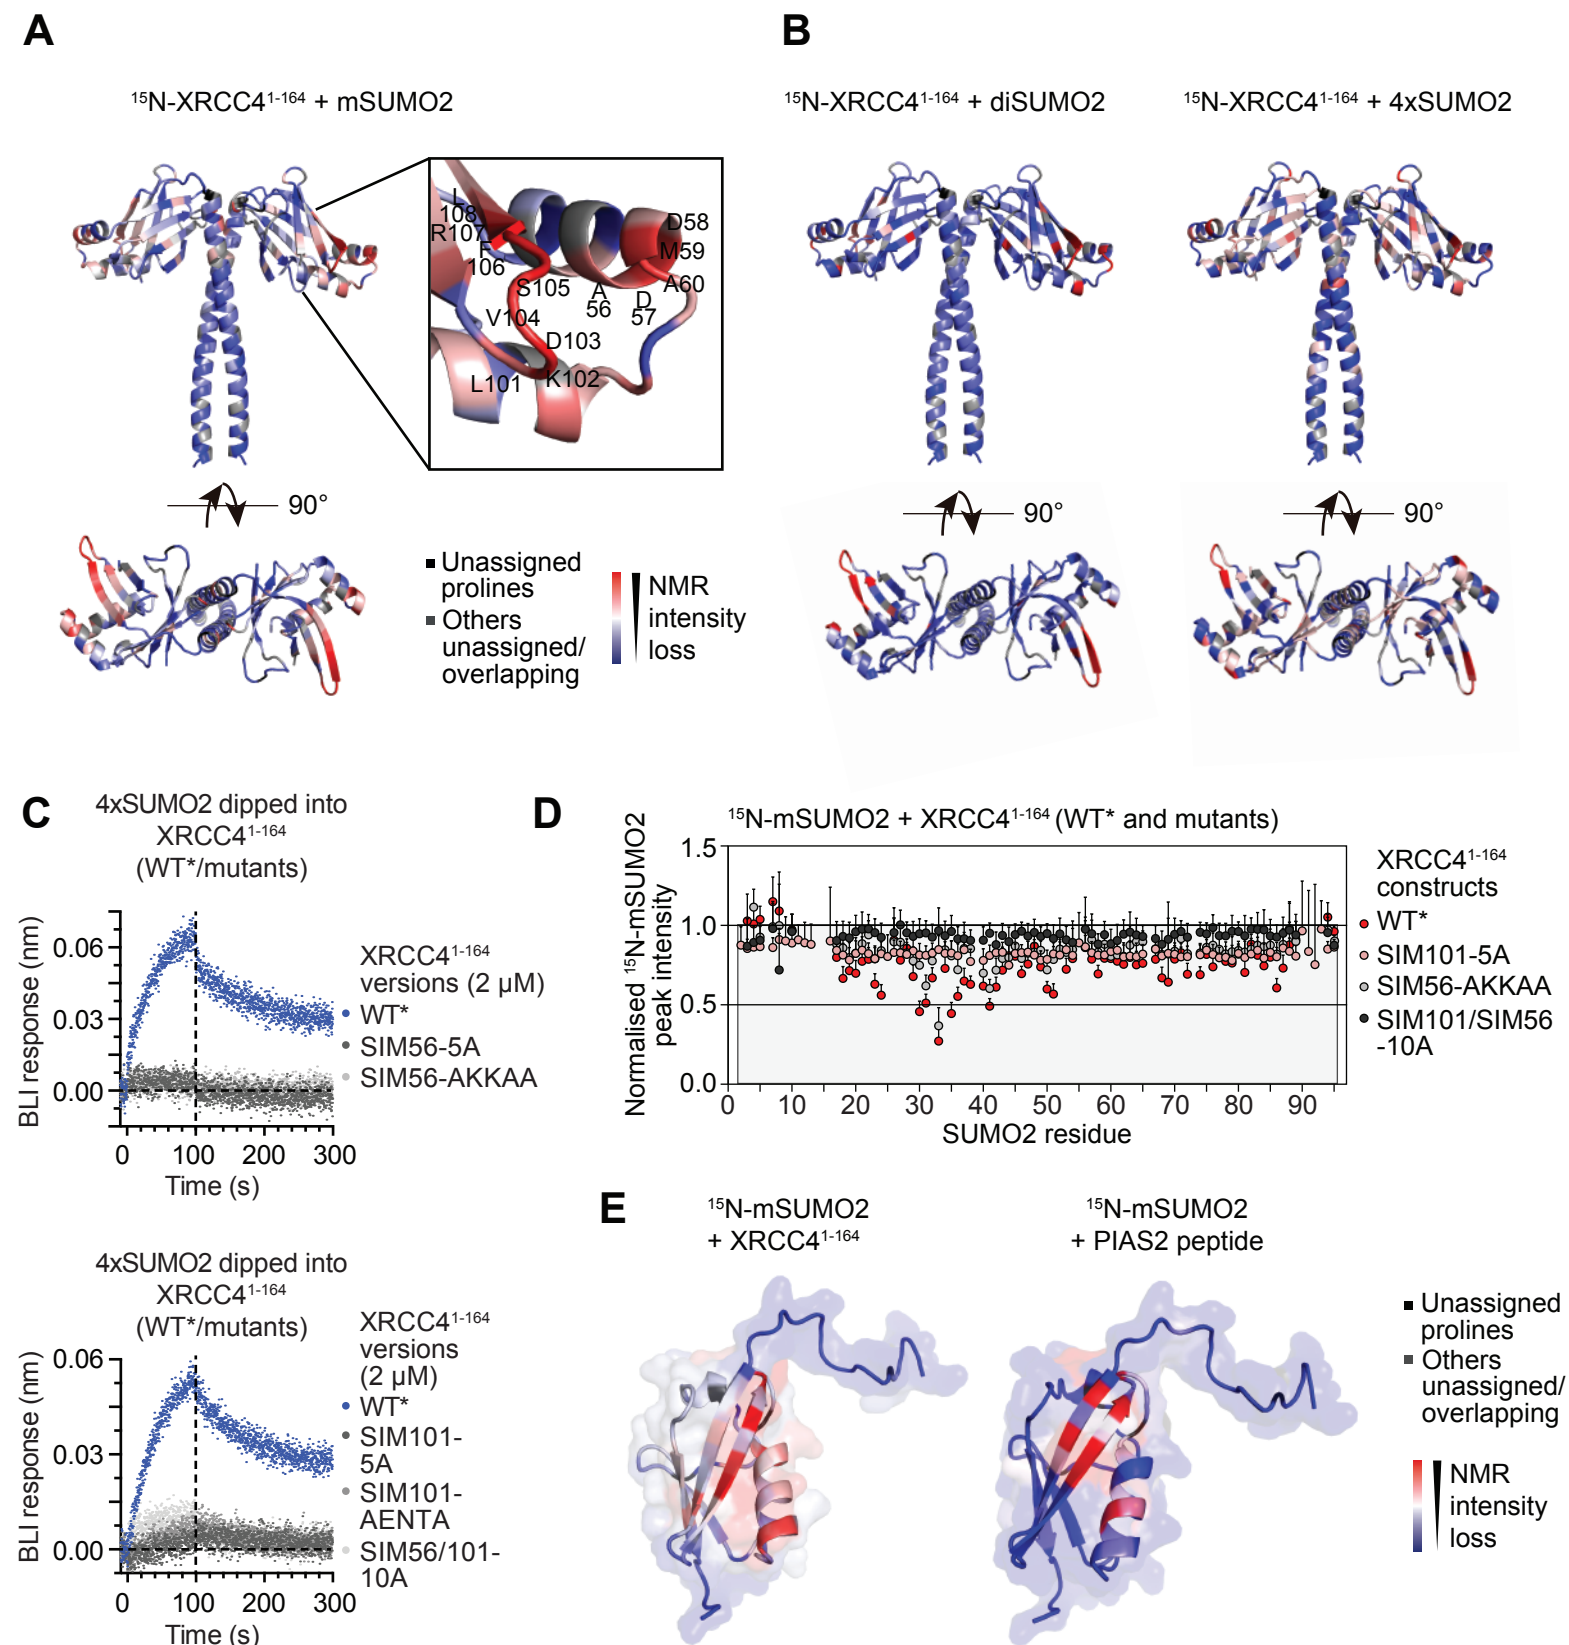 A
B
¹⁵N-XRCC4¹⁻¹⁶⁴ + mSUMO2
¹⁵N-XRCC4¹⁻¹⁶⁴ + diSUMO2
¹⁵N-XRCC4¹⁻¹⁶⁴ + 4xSUMO2
L
108
R107
F
106
S105
V104
D103
L101
K102
A
56
D
57
D58
M59
A60
90°
90°
90°
Unassigned
prolines
Others
unassigned/
overlapping
NMR
intensity
loss
C
4xSUMO2 dipped into
XRCC4¹⁻¹⁶⁴
(WT*/mutants)
BLI response (nm)
0.06
0.03
0.00
0
100
200
300
Time (s)
XRCC4¹⁻¹⁶⁴
versions (2 µM)
WT*
SIM56-5A
SIM56-AKKAA
4xSUMO2 dipped into
XRCC4¹⁻¹⁶⁴
(WT*/mutants)
BLI response (nm)
0.06
0.03
0.00
0
100
200
300
Time (s)
XRCC4¹⁻¹⁶⁴
versions
(2 µM)
WT*
SIM101-
5A
SIM101-
AENTA
SIM56/101-
10A
D
¹⁵N-mSUMO2 + XRCC4¹⁻¹⁶⁴ (WT* and mutants)
Normalised ¹⁵N-mSUMO2
peak intensity
1.5
1.0
0.5
0.0
0
10
20
30
40
50
60
70
80
90
SUMO2 residue
XRCC4¹⁻¹⁶⁴
constructs
WT*
SIM101-5A
SIM56-AKKAA
SIM101/SIM56
-10A
E
¹⁵N-mSUMO2
+ XRCC4¹⁻¹⁶⁴
¹⁵N-mSUMO2
+ PIAS2 peptide
Unassigned
prolines
Others
unassigned/
overlapping
NMR
intensity
loss